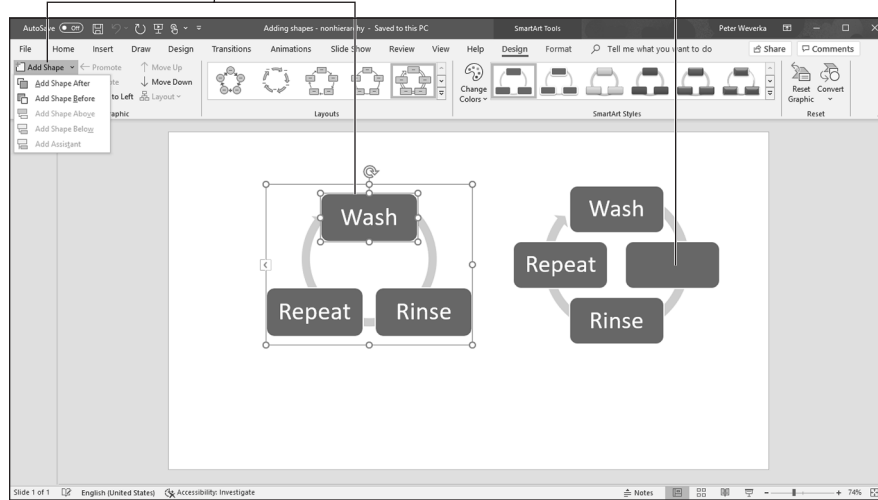 AutoSave Off Adding shapes - nonhierarchy - Saved to this PC SmartArt Tools Peter Weverka
File Home Insert Draw Design Transitions Animations Slide Show Review View Help Design Format Tell me what you want to do Share Comments
Add Shape Promote Move Up
Add Shape After Move Down
Add Shape Before to Left Layout
Add Shape Above
Add Shape Below
Add Assistant
Change Colors
Reset Graphic Convert
Layouts SmartArt Styles Reset
Wash
Repeat Rinse
Wash
Repeat
Rinse
Slide 1 of 1 English (United States) Accessibility: Investigate Notes 74%